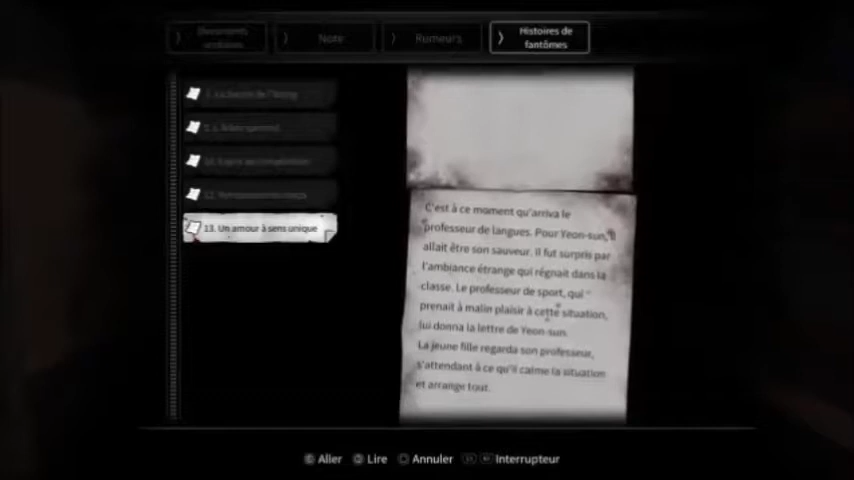 Documents
Note
Rumeurs
Histoires de
fantômes
13. Un amour à sens unique
C'est à ce moment qu'arriva le
professeur de langues. Pour Yeon-sun, il
allait être son sauveur. Il fut surpris par
l'ambiance étrange qui régnait dans la
classe. Le professeur de sport, qui
prenait à malin plaisir à cette situation,
lui donna la lettre de Yeon-sun.
La jeune fille regarda son professeur,
s'attendant à ce qu'il calme la situation
et arrange tout.
Aller
Lire
Annuler
Interrupteur